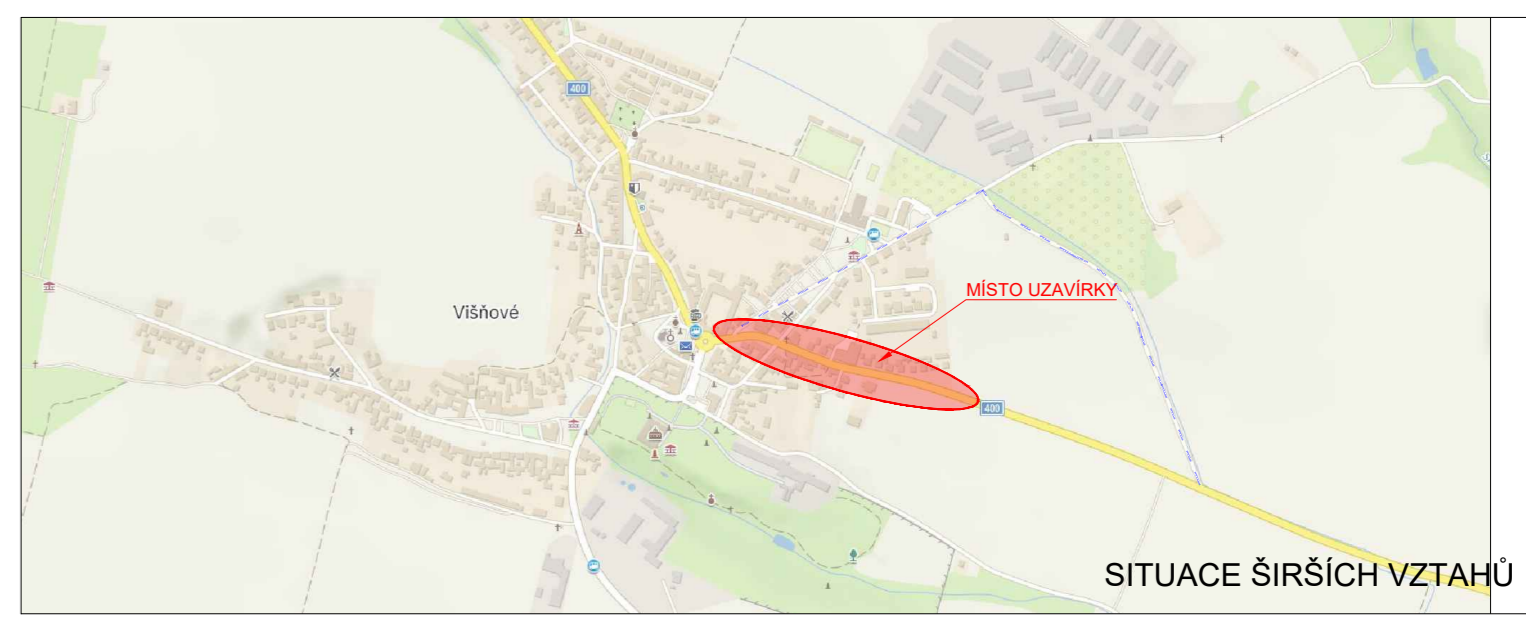 400
Višňové
MÍSTO UZAVÍRKY
400
SITUACE ŠIRŠÍCH VZTAHŮ